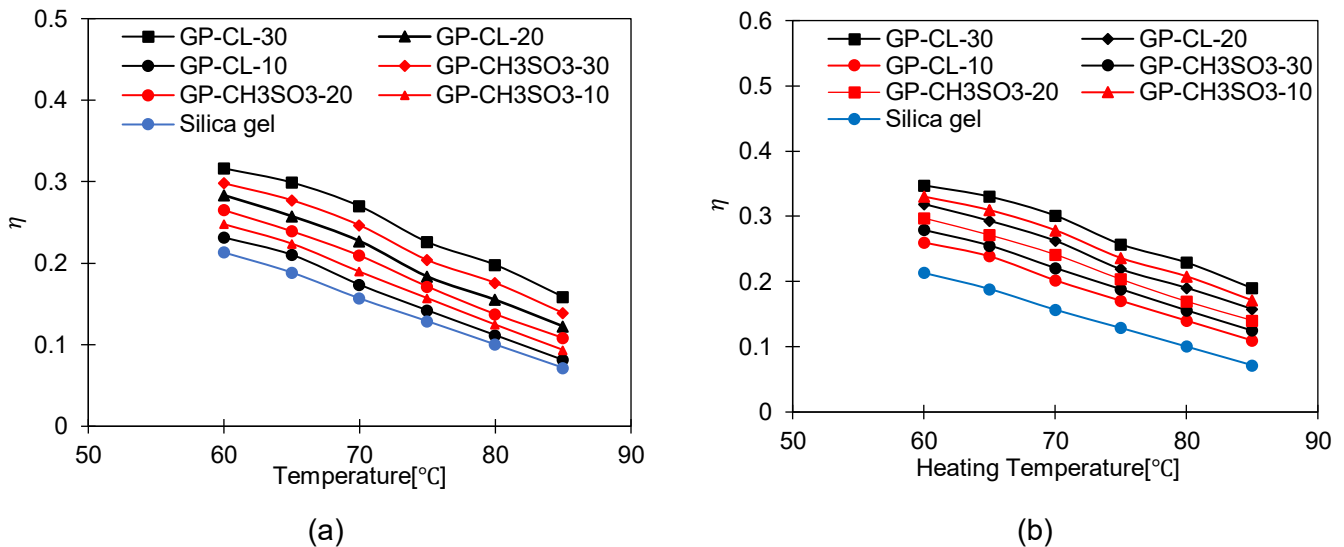 0.5
0.4
0.3
0.2
0.1
0
η
GP-CL-30 GP-CL-20
GP-CL-10 GP-CH3SO3-30
GP-CH3SO3-20 GP-CH3SO3-10
Silica gel
50 60 70 80 90
Temperature[℃]
(a)
0.6
0.5
0.4
0.3
0.2
0.1
0
η
GP-CL-30 GP-CL-20
GP-CL-10 GP-CH3SO3-30
GP-CH3SO3-20 GP-CH3SO3-10
Silica gel
50 60 70 80 90
Heating Temperature[℃]
(b)